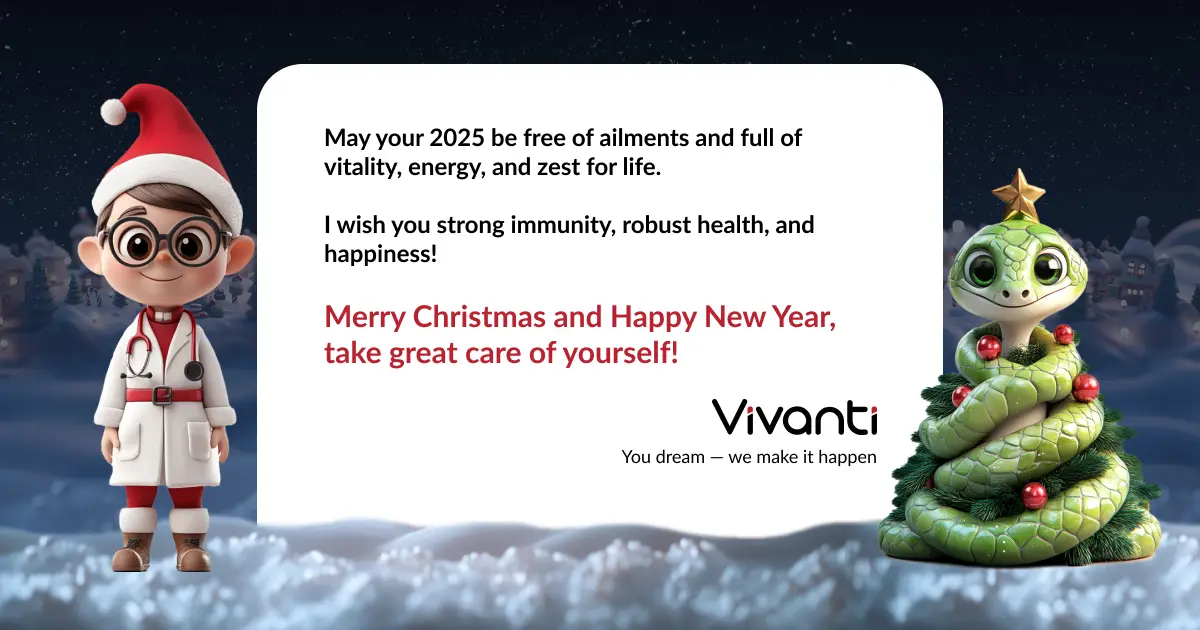 May your 2025 be free of ailments and full of
vitality, energy, and zest for life.
I wish you strong immunity, robust health, and
happiness!
Merry Christmas and Happy New Year,
take great care of yourself!
Vivanti
You dream — we make it happen